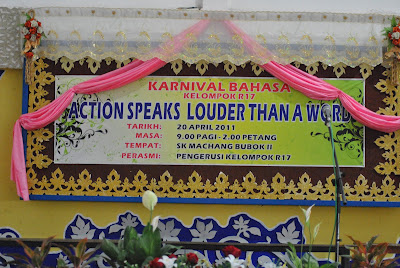 KARNIVAL BAHASA
KELOMPOK R17
ACTION SPEAKS LOUDER THAN A WORD
TARIKH: 20 APRIL 2011
MASA: 9.00 PAGI - 2.00 PETANG
TEMPAT: SK MACHANG BUBOK II
PERASMI: PENGERUSI KELOMPOK R17